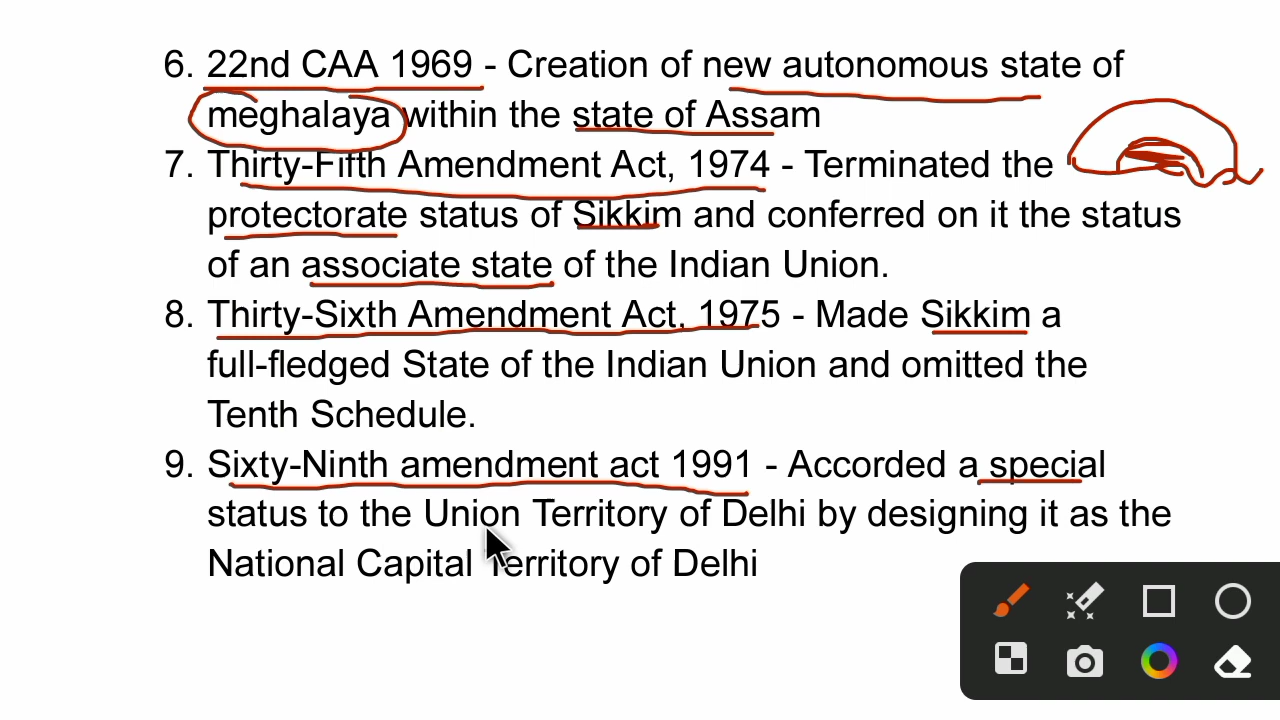 6. 22nd CAA 1969 - Creation of new autonomous state of
meghalaya within the state of Assam
7. Thirty-Fifth Amendment Act, 1974 - Terminated the
protectorate status of Sikkim and conferred on it the status
of an associate state of the Indian Union.
8. Thirty-Sixth Amendment Act, 1975 - Made Sikkim a
full-fledged State of the Indian Union and omitted the
Tenth Schedule.
9. Sixty-Ninth amendment act 1991 - Accorded a special
status to the Union Territory of Delhi by designing it as the
National Capital Territory of Delhi